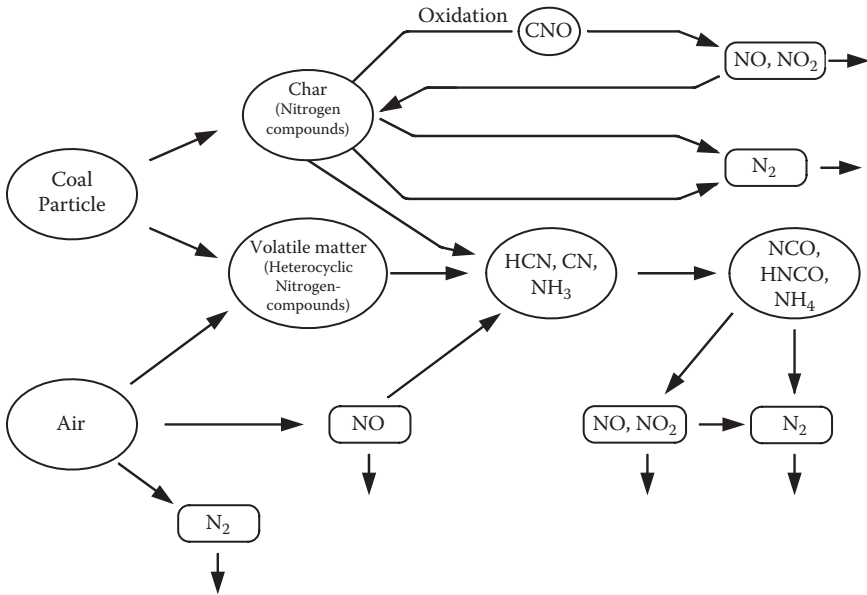 Oxidation
CNO
NO, NO₂
Char
(Nitrogen
compounds)
N₂
Coal
Particle
Volatile matter
(Heterocyclic
Nitrogen-
compounds)
HCN, CN,
NH₃
NCO,
HNCO,
NH₄
Air
NO
NO, NO₂
N₂
N₂